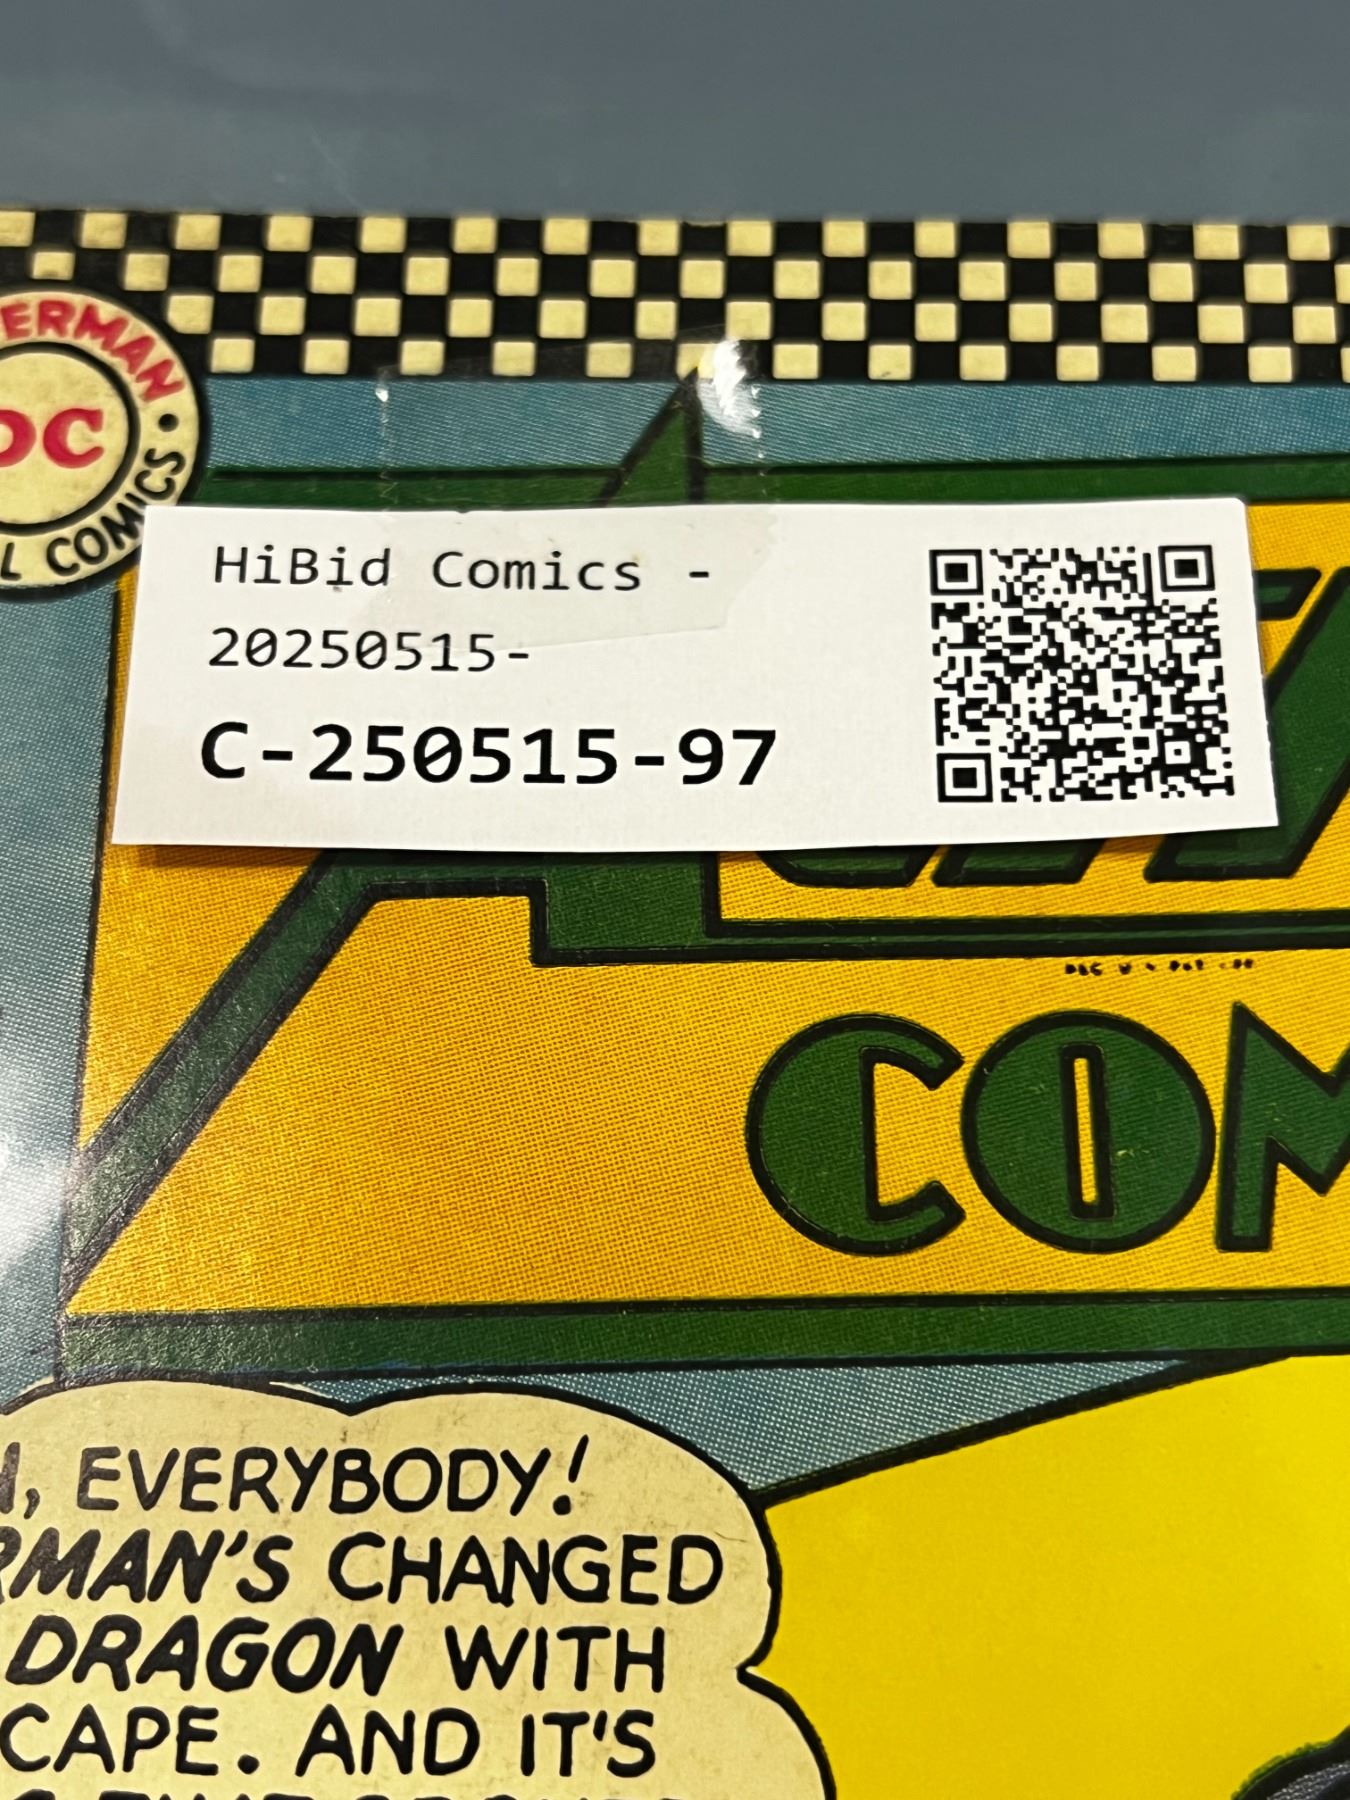 ERMAN •
DC
L COMICS •
HiBid Comics -
20250515-
C-250515-97
COM
, EVERYBODY!
RMAN'S CHANGED
DRAGON WITH
CAPE. AND IT'S